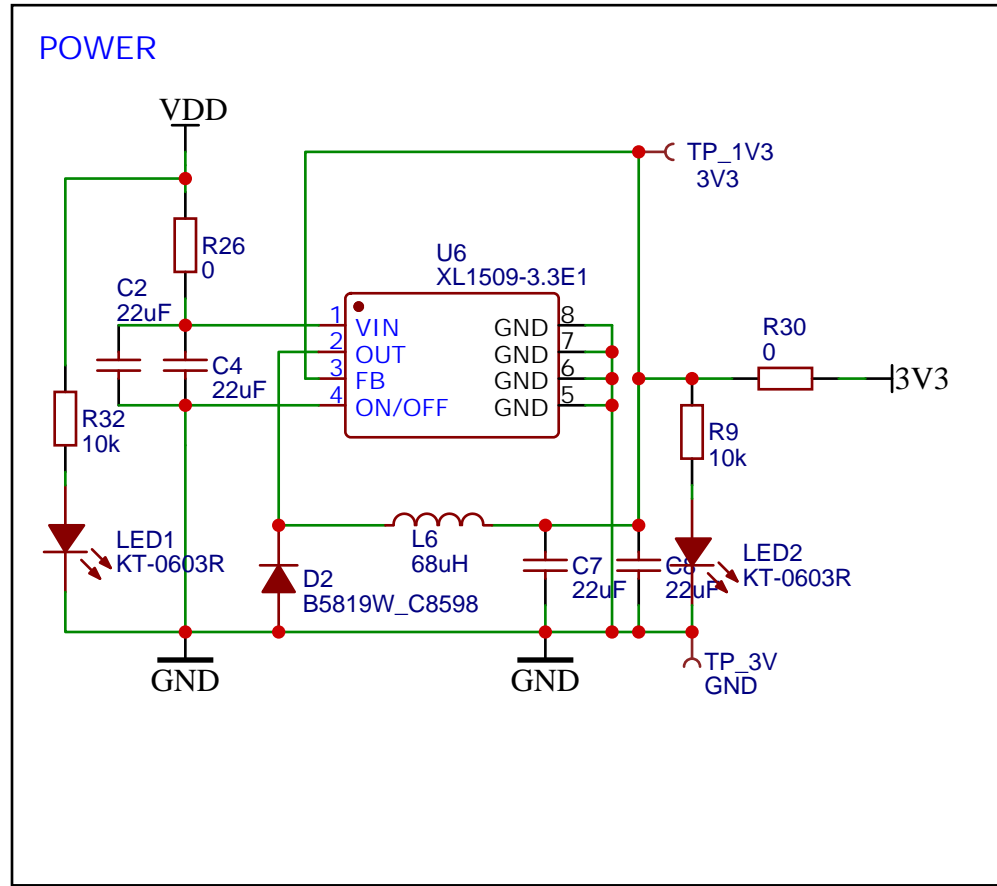 POWER
VDD
TP_1V3
3V3
R26
0
U6
XL1509-3.3E1
C2
22uF
1
VIN
GND
8
2
OUT
GND
7
3
FB
GND
6
4
ON/OFF
GND
5
C4
22uF
R30
0
3V3
R32
10k
R9
10k
LED1
KT-0603R
L6
68uH
D2
B5819W_C8598
C7
22uF
C8
22uF
LED2
KT-0603R
GND
GND
TP_3V
GND